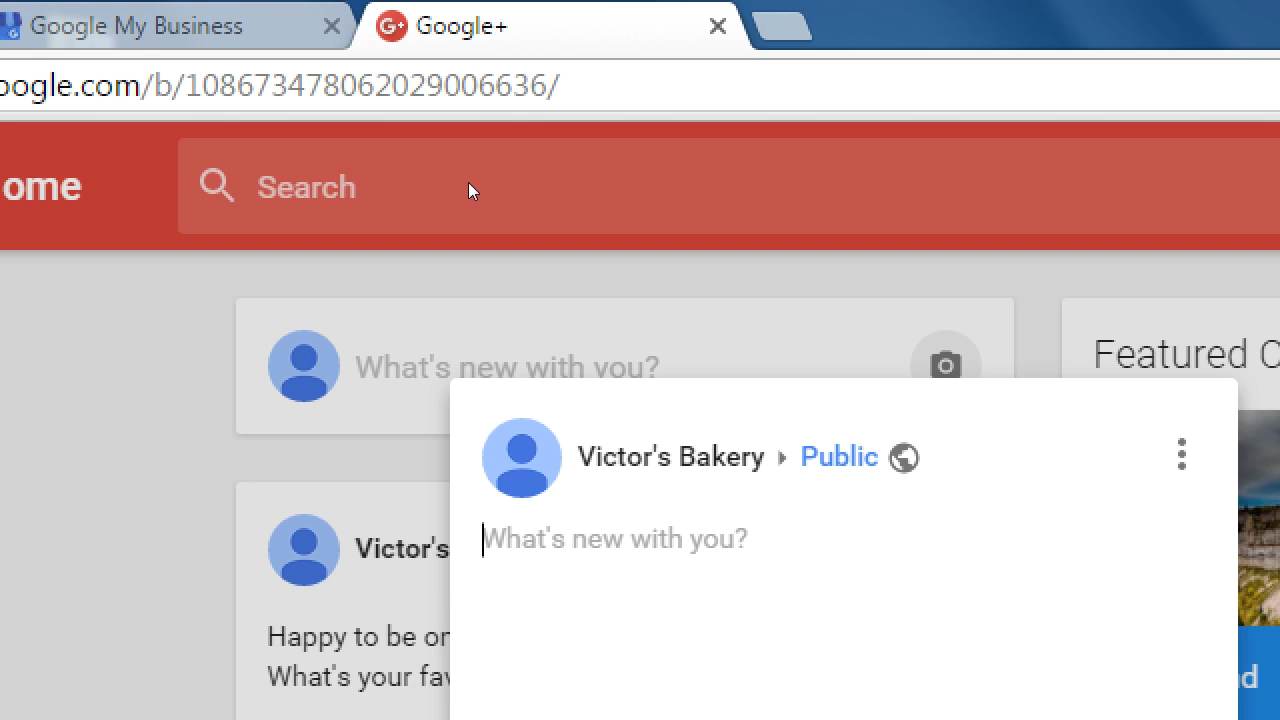 Google My Business
Google+
oogle.com/b/108673478062029006636/
ome
Search
What's new with you?
Featured C
Victor's Bakery
Public
What's new with you?
Victor's
Happy to be or
What's your fav
d